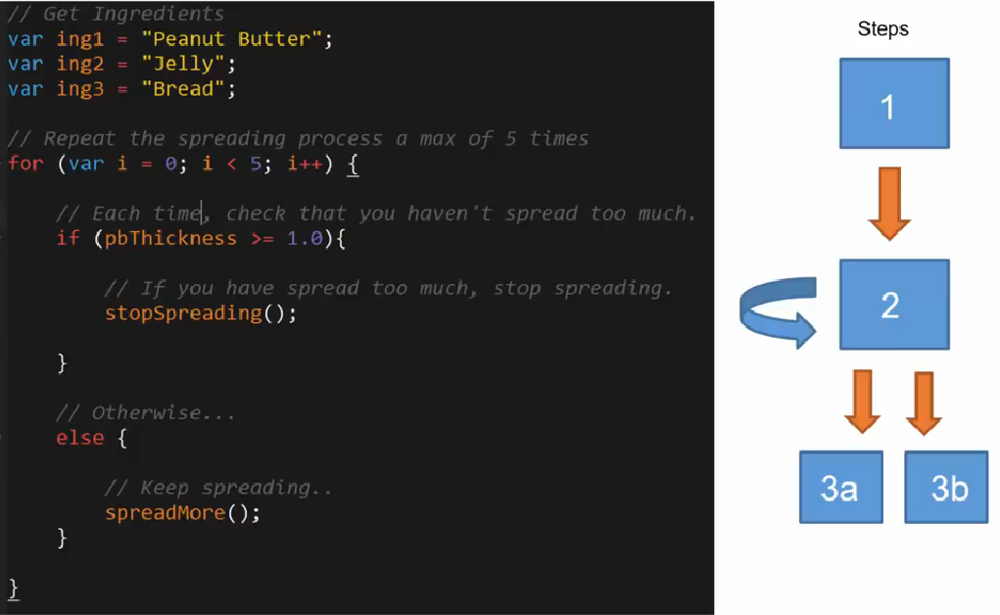 // Get Ingredients
var ing1 = "Peanut Butter";
var ing2 = "Jelly";
var ing3 = "Bread";
// Repeat the spreading process a max of 5 times
for (var i = 0; i < 5; i++) {
// Each time, check that you haven't spread too much.
if (pbThickness >= 1.0){
// If you have spread too much, stop spreading.
stopSpreading();
}
// Otherwise...
else {
// Keep spreading..
spreadMore();
}
}
Steps
1
2
3a
3b